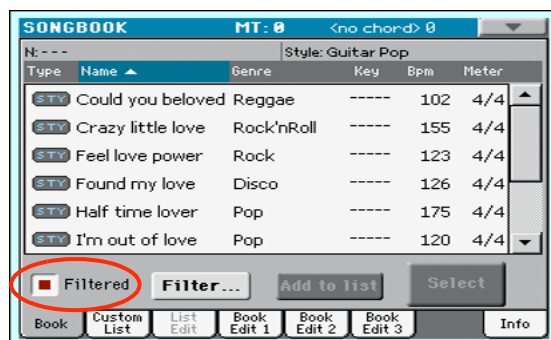 SONGBOOK MT: 0 <no chord> 0
N: --- Style: Guitar Pop
Type Name Genre Key Bpm Meter
STY Could you beloved Reggae ----- 102 4/4
STY Crazy little love Rock'nRoll ----- 155 4/4
STY Feel love power Rock ----- 123 4/4
STY Found my love Disco ----- 126 4/4
STY Half time lover Pop ----- 175 4/4
STY I'm out of love Pop ----- 120 4/4
Filtered Filter... Add to list Select
Book Custom List List Edit Book Edit 1 Book Edit 2 Book Edit 3 Info